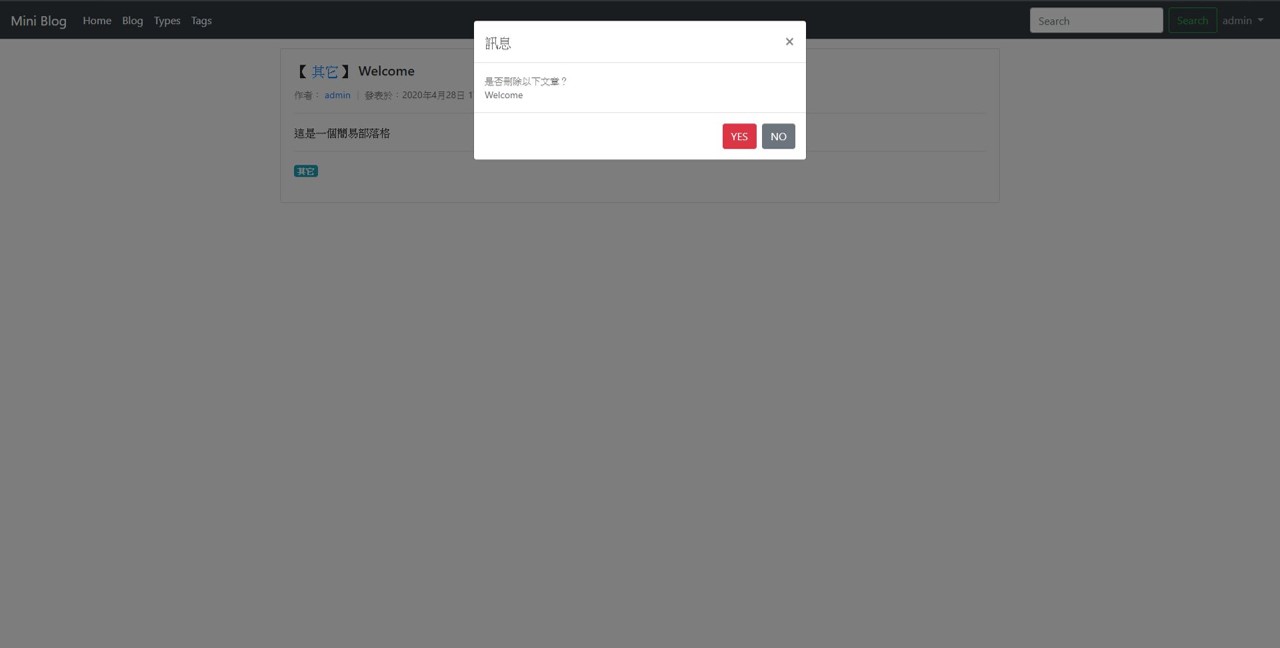 Mini Blog Home Blog Types Tags Search Search admin
訊息 ×
是否刪除以下文章？
Welcome
YES NO
【 其它 】 Welcome
作者： admin | 發表於：2020年4月28日 1
這是一個簡易部落格
其它